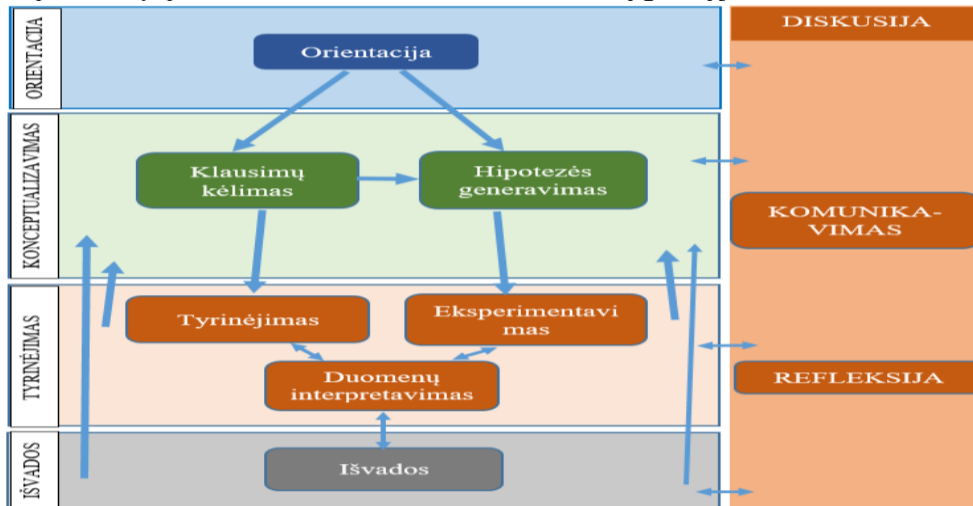 ORIENTACIJA
Orientacija
DISKUSIJA
KONCEPTUALIZAVIMAS
Klausimų
kėlimas
Hipotezės
generavimas
KOMUNIKA-
VIMAS
TYRINĖJIMAS
Tyrinėjimas
Eksperimentavi
mas
Duomenų
interpretavimas
REFLEKSIJA
IŠVADOS
Išvados